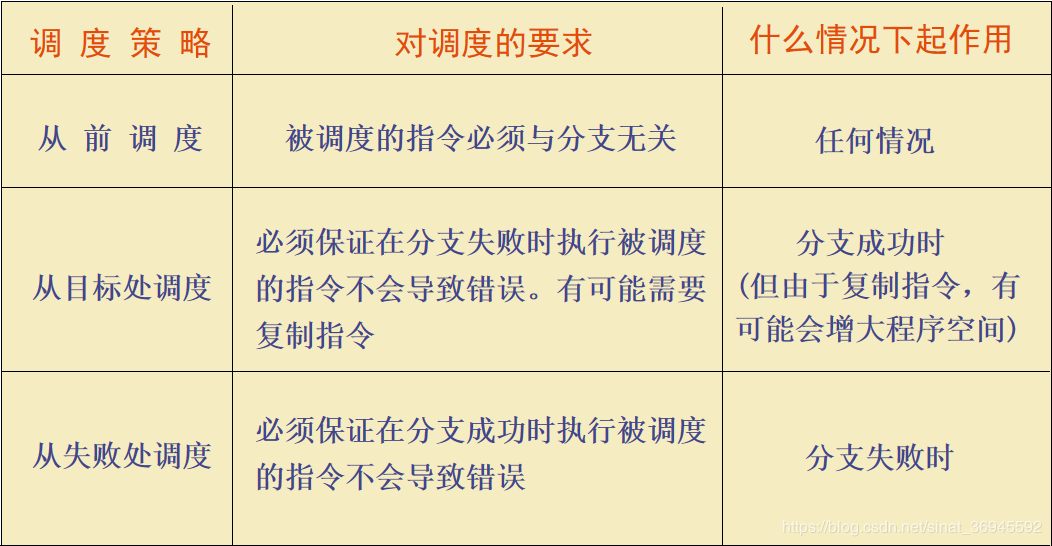 调 度 策 略
对调度的要求
什么情况下起作用
从 前 调 度
被调度的指令必须与分支无关
任何情况
从目标处调度
必须保证在分支失败时执行被调度
的指令不会导致错误。有可能需要
复制指令
分支成功时
(但由于复制指令，有
可能会增大程序空间)
从失败处调度
必须保证在分支成功时执行被调度
的指令不会导致错误
分支失败时
https://blog.csdn.net/sinat_36945592